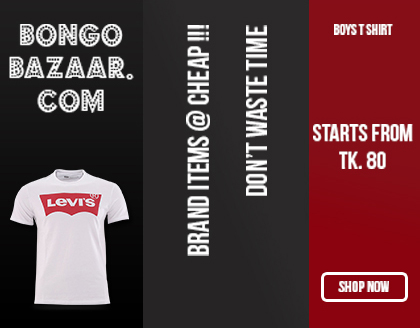 BONGO
BAZAAR.
COM
Levi's
BRAND ITEMS @ CHEAP !!!
DON'T WASTE TIME
BOYS T SHIRT
STARTS FROM
TK. 80
SHOP NOW